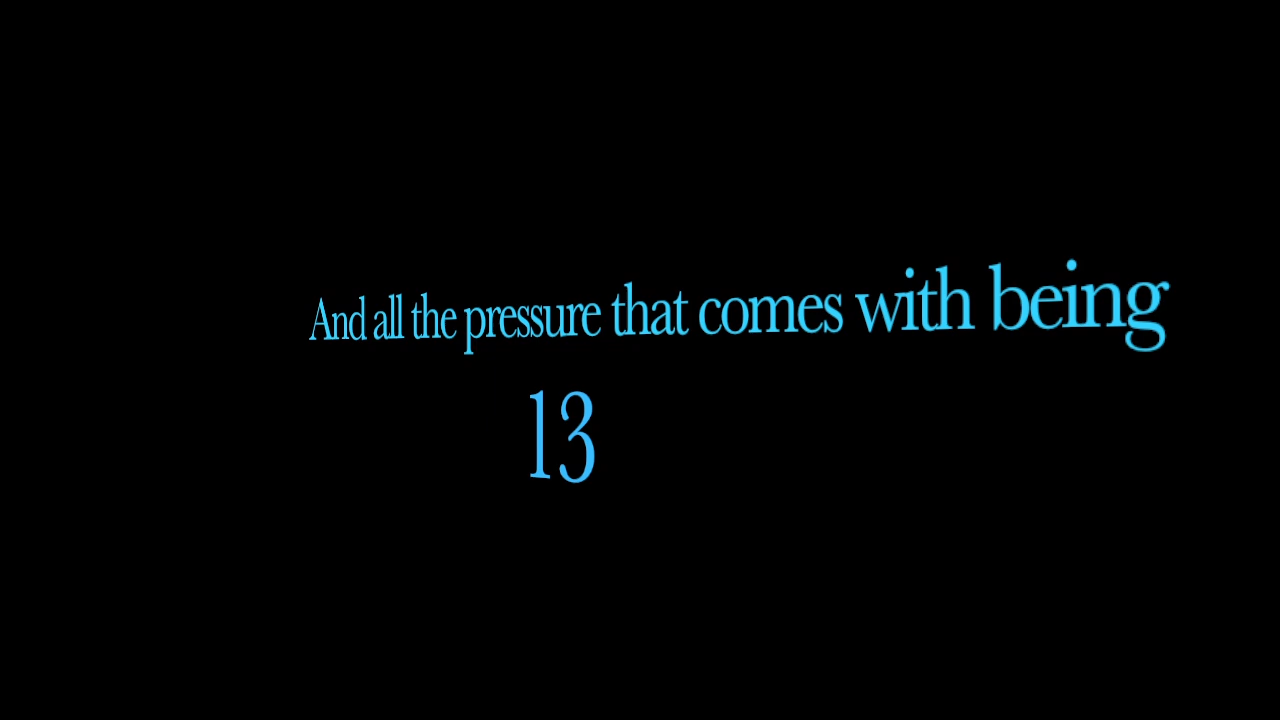 And all the pressure that comes with being
13